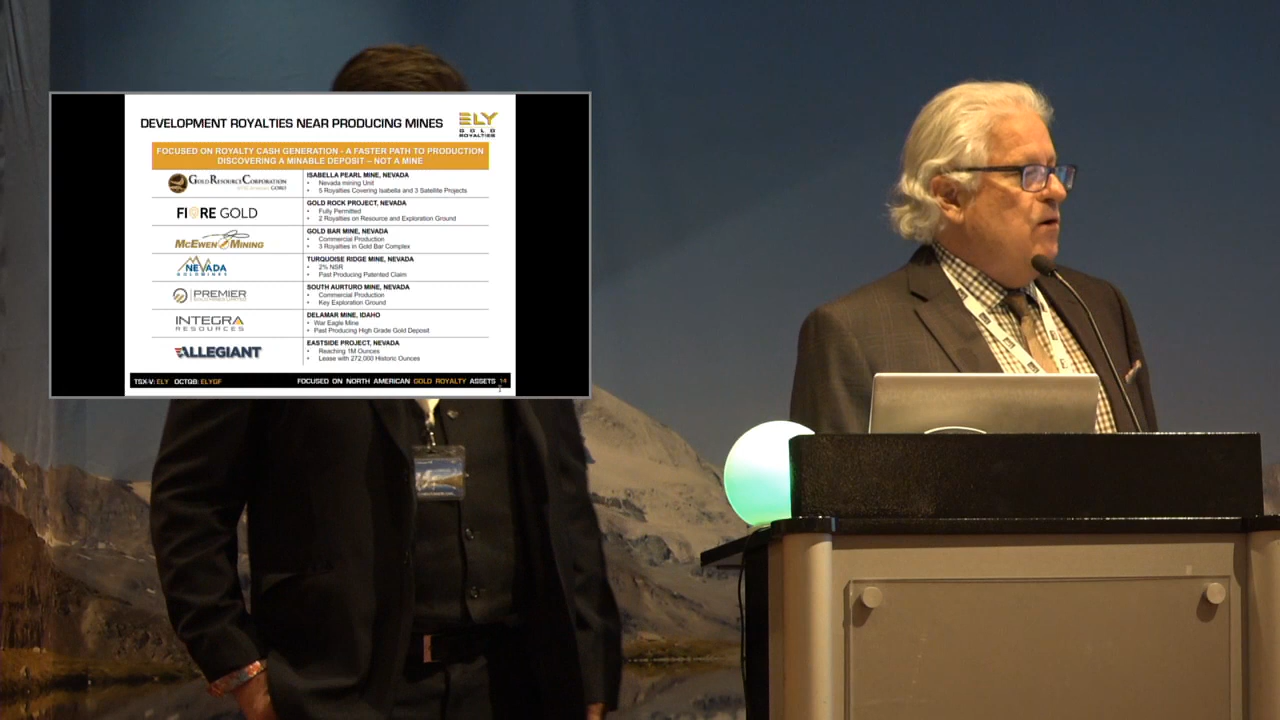 DEVELOPMENT ROYALTIES NEAR PRODUCING MINES
ELY
GOLD
ROYALTIES
FOCUSED ON ROYALTY CASH GENERATION - A FASTER PATH TO PRODUCTION
DISCOVERING A MINABLE DEPOSIT – NOT A MINE
GOLD RESOURCE CORPORATION
GORO
ISABELLA PEARL MINE, NEVADA
• Nevada mining Unit
• 5 Royalties Covering Isabella and 3 Satellite Projects
FIORE GOLD
GOLD ROCK PROJECT, NEVADA
• Fully Permitted
• 2 Royalties on Resource and Exploration Ground
MCEWEN MINING
GOLD BAR MINE, NEVADA
• Commercial Production
• 3 Royalties in Gold Bar Complex
NEVADA
GOLD MINES
TURQUOISE RIDGE MINE, NEVADA
• 2% NSR
• Past Producing Patented Claim
PREMIER
GOLD MINES LIMITED
SOUTH AURTURO MINE, NEVADA
• Commercial Production
• Key Exploration Ground
INTEGRA
RESOURCES
DELAMAR MINE, IDAHO
• War Eagle Mine
• Past Producing High Grade Gold Deposit
ALLEGIANT
EASTSIDE PROJECT, NEVADA
• Reaching 1M Ounces
• Lease with 272,000 Historic Ounces
TSX-V: ELY OCTQB: ELYGF FOCUSED ON NORTH AMERICAN GOLD ROYALTY ASSETS 14